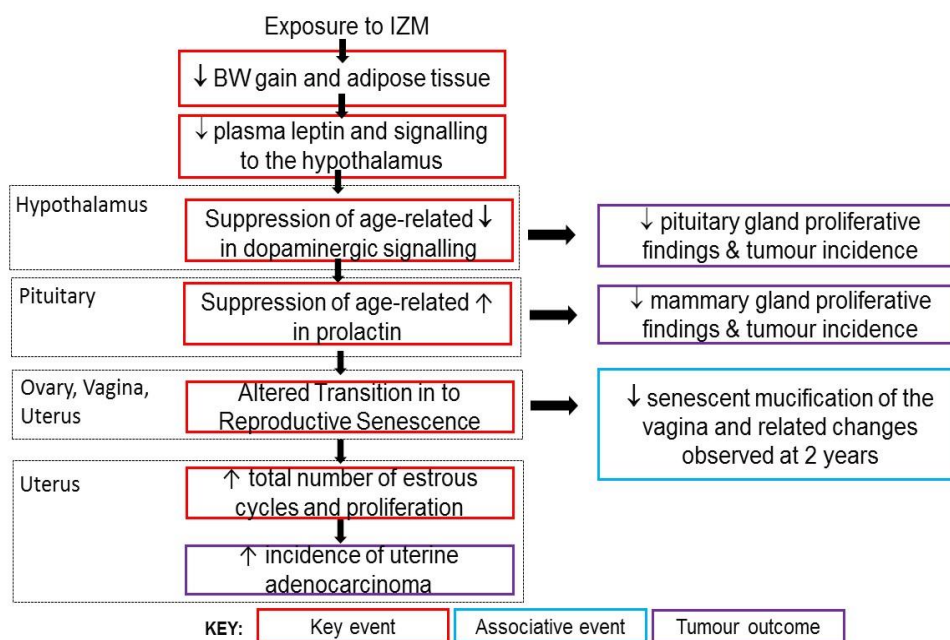 Exposure to IZM
↓ BW gain and adipose tissue
↓ plasma leptin and signalling
to the hypothalamus
Hypothalamus
Suppression of age-related ↓
in dopaminergic signalling
↓ pituitary gland proliferative
findings & tumour incidence
Pituitary
Suppression of age-related ↑
in prolactin
↓ mammary gland proliferative
findings & tumour incidence
Ovary, Vagina,
Uterus
Altered Transition in to
Reproductive Senescence
↓ senescent mucification of the
vagina and related changes
observed at 2 years
Uterus
↑ total number of estrous
cycles and proliferation
↑ incidence of uterine
adenocarcinoma
KEY: Key event Associative event Tumour outcome